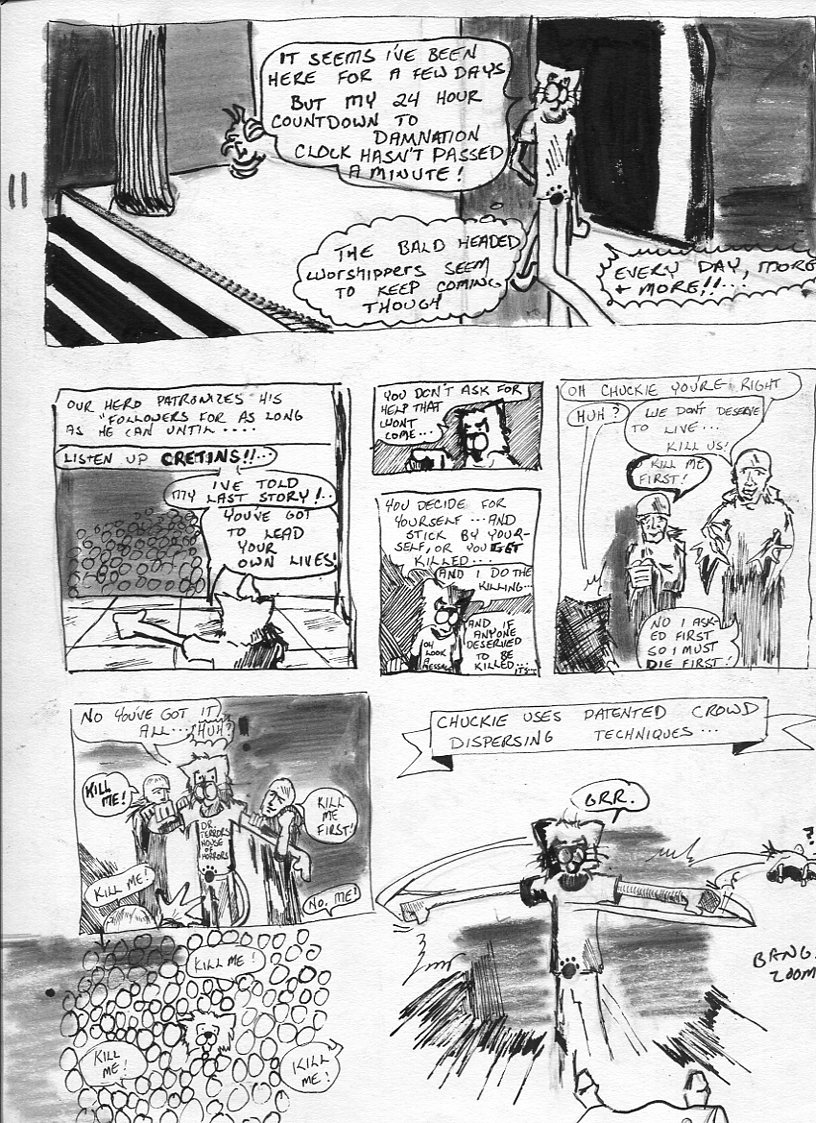 IT SEEMS I'VE BEEN
HERE FOR A FEW DAYS
BUT MY 24 HOUR
COUNTDOWN TO
DAMNATION
CLOCK HASN'T PASSED
A MINUTE!
11
THE BALD HEADED
WORSHIPPERS SEEM
TO KEEP COMING
THOUGH
EVERY DAY, MORE
+ MORE!!...
OUR HERO PATRONIZES HIS
"FOLLOWERS FOR AS LONG
AS HE CAN UNTIL ....
LISTEN UP CRETINS!!..
I'VE TOLD
MY LAST STORY!..
YOU'VE GOT
TO LEAD
YOUR
OWN LIVES!
YOU DON'T ASK FOR
HELP THAT
WONT
COME...
YOU DECIDE FOR
YOURSELF ...AND
STICK BY YOUR-
SELF, OR YOU GET
KILLED...
AND I DO THE
KILLING...
AND IF
ANYONE
DESERVED
TO BE
KILLED...
IT'S...
OH
LOOK
A
MESSAGE
OH CHUCKIE YOU'RE RIGHT
HUH?
WE DON'T DESERVE
TO LIVE...
KILL US!
KILL ME
FIRST!
NO I ASK-
ED FIRST
SO I MUST
DIE FIRST!
NO YOU'VE GOT IT
ALL...
HUH?
KILL
ME!
KILL
ME
FIRST!
DR.
TERRORS
HOUSE
OF
HORRORS
KILL ME!
NO. ME!
KILL ME!
KILL
ME!
KILL
ME!
CHUCKIE USES PATENTED CROWD
DISPERSING TECHNIQUES...
GRR.
?
BANG.
ZOOM